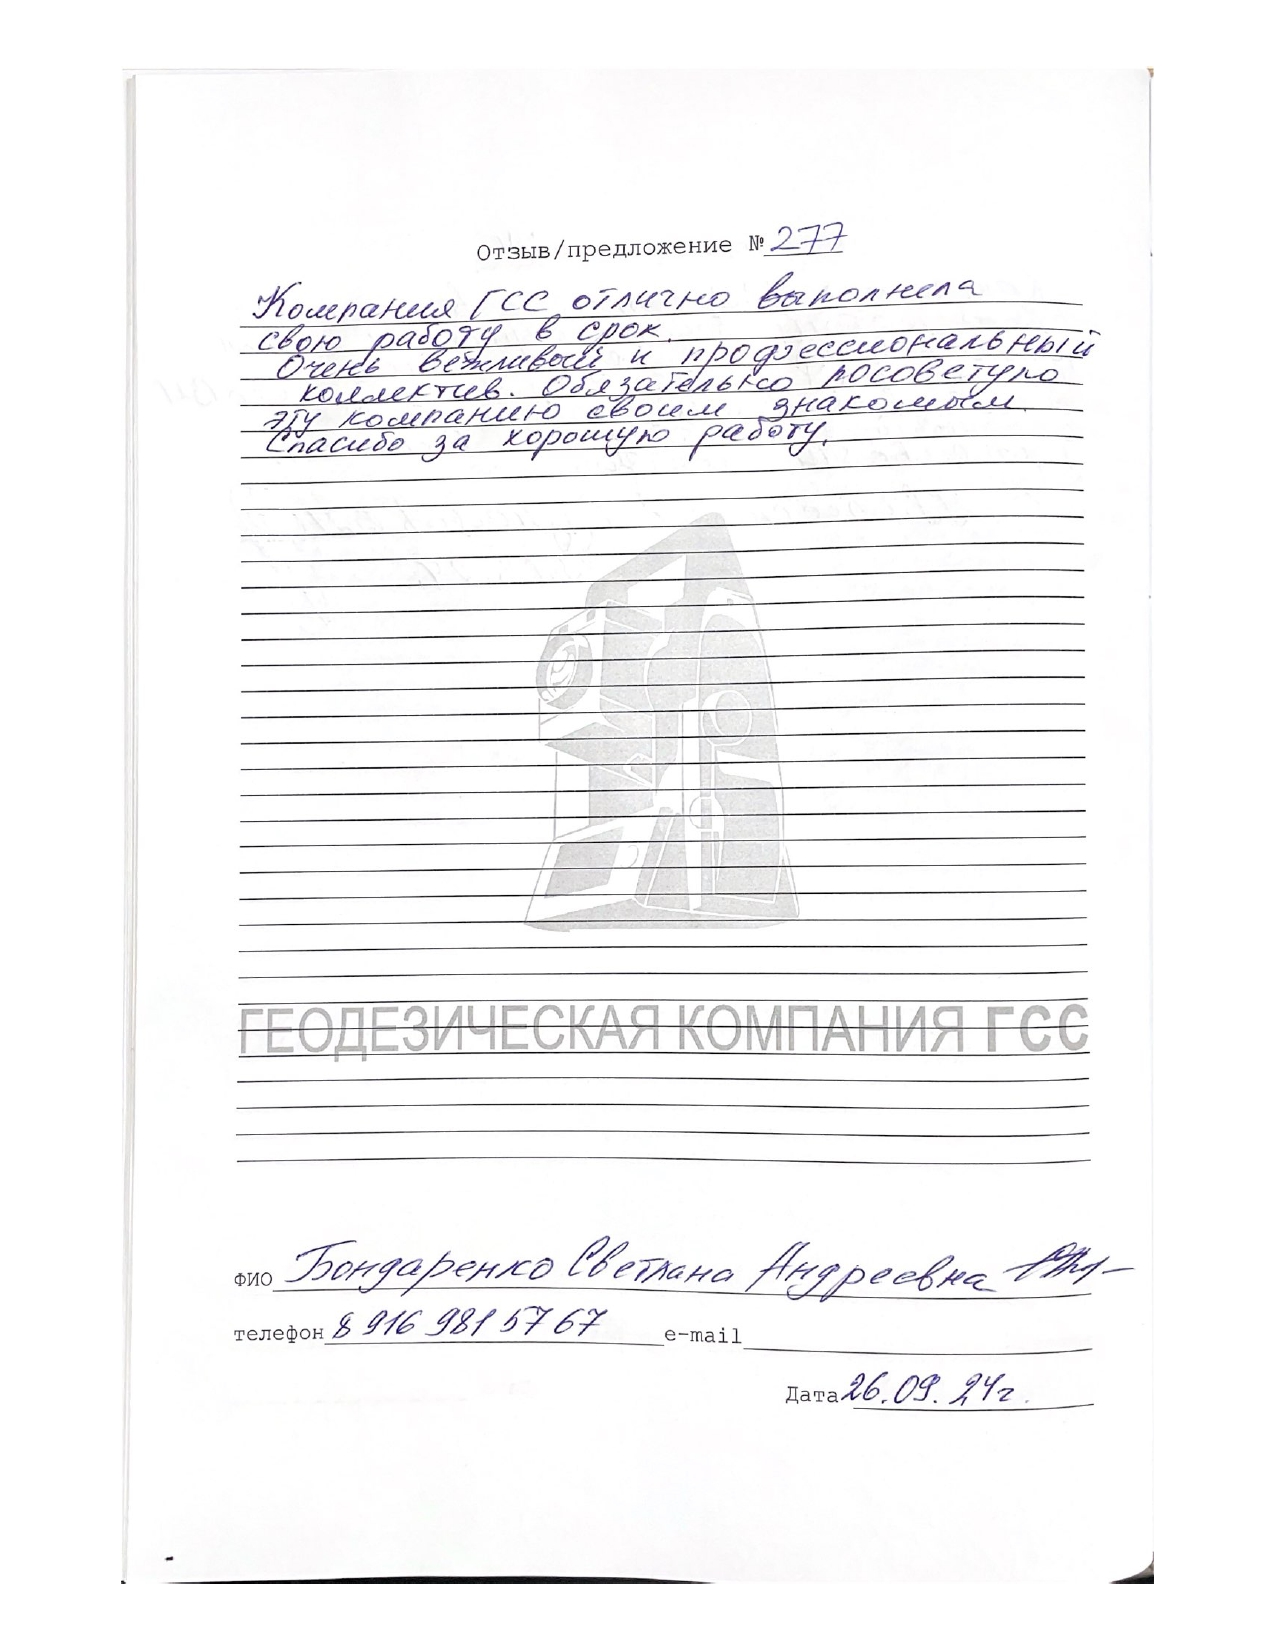 Отзыв/предложение № 277
Компания ГСС отлично выполнила
свою работу в срок.
Очень вежливый и профессиональный
коллектив. Обязательно посоветую
эту компанию своим знакомым.
Спасибо за хорошую работу.
ГЕОДЕЗИЧЕСКАЯ КОМПАНИЯ ГСС
ФИО Бондаренко Светлана Андреевна
телефон 8 916 981 57 67 e-mail
Дата 26.09.24г.